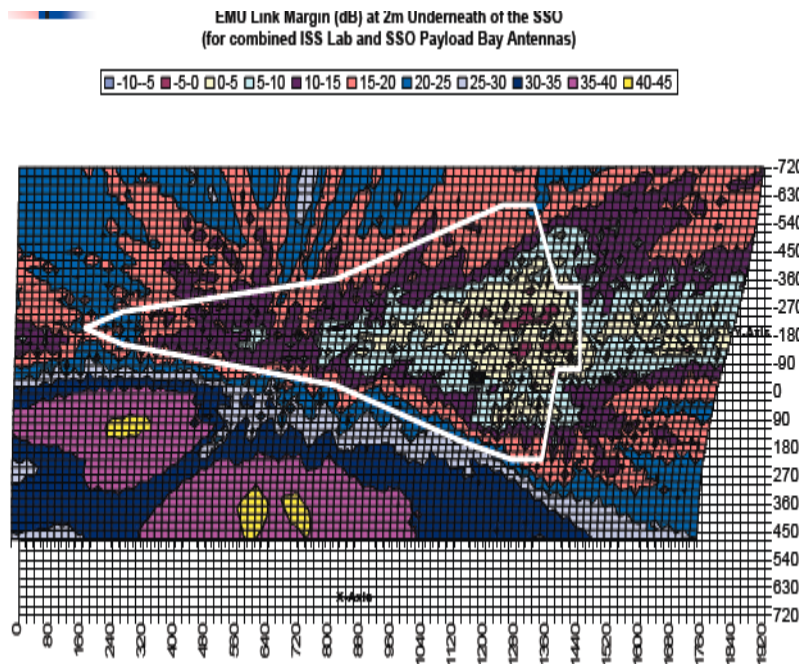 EMU Link Margin (dB) at 2m Underneath of the SSO
(for combined ISS Lab and SSO Payload Bay Antennas)
-10--5 -5-0 0-5 5-10 10-15 15-20 20-25 25-30 30-35 35-40 40-45
-720
-630
-540
-450
-360
-270
-180
-90
0
90
180
270
360
450
540
630
720
Y-Axis
X-Axis
0 80 160 240 320 400 480 560 640 720 800 880 960 1040 1120 1200 1280 1360 1440 1520 1600 1680 1760 1840 1920